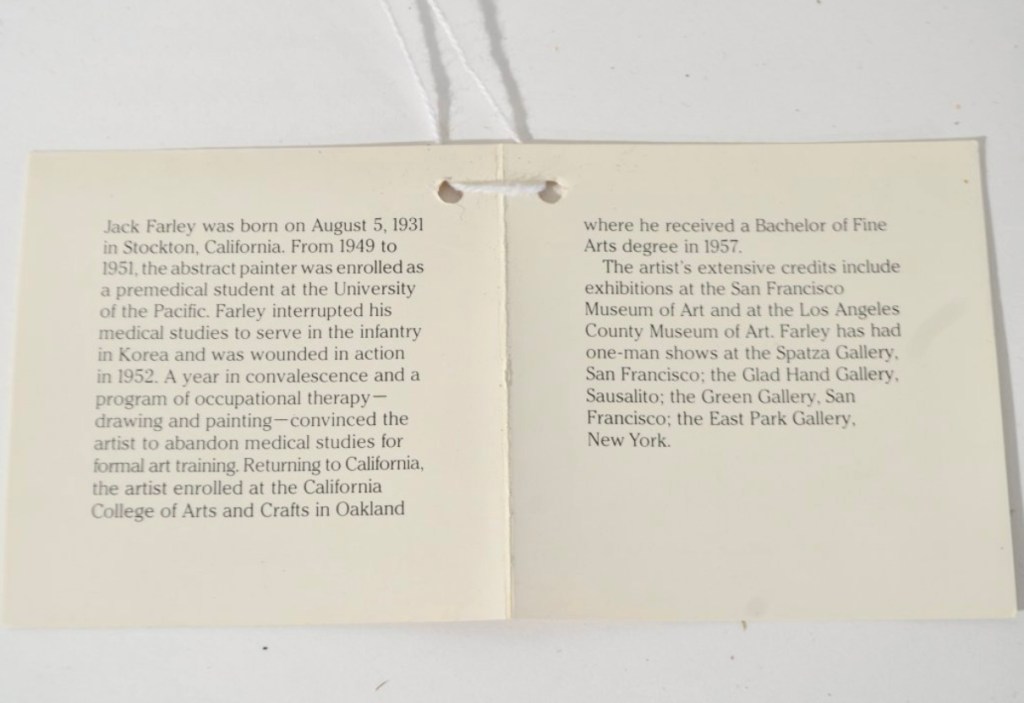 Jack Farley was born on August 5, 1931
in Stockton, California. From 1949 to
1951, the abstract painter was enrolled as
a premedical student at the University
of the Pacific. Farley interrupted his
medical studies to serve in the infantry
in Korea and was wounded in action
in 1952. A year in convalescence and a
program of occupational therapy—
drawing and painting—convinced the
artist to abandon medical studies for
formal art training. Returning to California,
the artist enrolled at the California
College of Arts and Crafts in Oakland
where he received a Bachelor of Fine
Arts degree in 1957.
The artist's extensive credits include
exhibitions at the San Francisco
Museum of Art and at the Los Angeles
County Museum of Art. Farley has had
one-man shows at the Spatza Gallery,
San Francisco; the Glad Hand Gallery,
Sausalito; the Green Gallery, San
Francisco; the East Park Gallery,
New York.